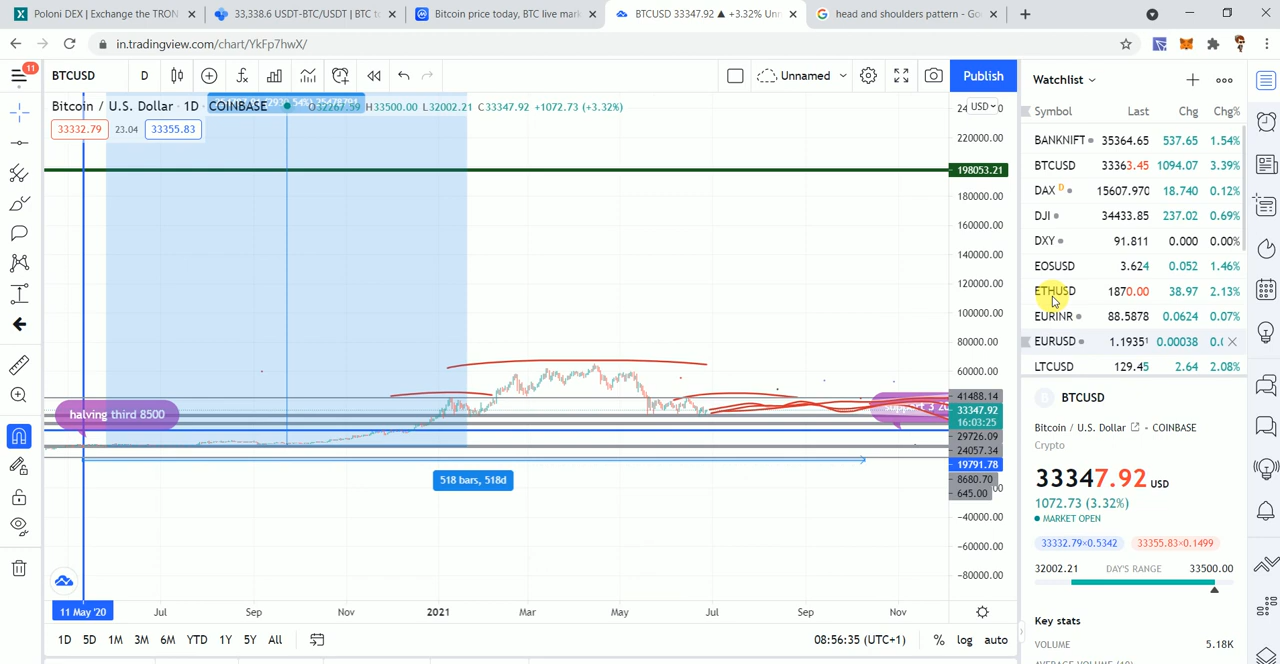 Poloni DEX | Exchange the TRON
33,338.6 USDT-BTC/USDT | BTC to
Bitcoin price today, BTC live mark
BTCUSD 33347.92 ▲ +3.32% Unn
head and shoulders pattern - Go
in.tradingview.com/chart/YkFp7hwX/
11
BTCUSD
D
Unnamed
Publish
Watchlist
Bitcoin / U.S. Dollar · 1D · COINBASE
H33500.00 L32002.21 C33347.92 +1072.73 (+3.32%)
USD
33332.79
23.04
33355.83
Symbol
Last
Chg
Chg%
220000.00
198053.21
180000.00
160000.00
140000.00
120000.00
100000.00
80000.00
60000.00
41488.14
33347.92
16:03:25
29726.09
24057.34
19791.78
8680.70
645.00
−40000.00
−60000.00
−80000.00
halving third 8500
518 bars, 518d
BANKNIFT 35364.65 537.65 1.54%
BTCUSD 33363.45 1094.07 3.39%
DAX D 15607.970 18.740 0.12%
DJI 34433.85 237.02 0.69%
DXY 91.811 0.000 0.00%
EOSUSD 3.624 0.052 1.46%
ETHUSD 1870.00 38.97 2.13%
EURINR 88.5878 0.0624 0.07%
EURUSD 1.1935¹ 0.00038
LTCUSD 129.45 2.64 2.08%
B
BTCUSD
Bitcoin / U.S. Dollar • COINBASE
Crypto
33347.92 USD
1072.73 (3.32%)
MARKET OPEN
33332.79×0.5342
33355.83×0.1499
32002.21
DAY'S RANGE
33500.00
Key stats
VOLUME
5.18K
11 May '20
Jul
Sep
Nov
2021
Mar
May
Jul
Sep
Nov
1D 5D 1M 3M 6M YTD 1Y 5Y All
08:56:35 (UTC+1)
% log auto